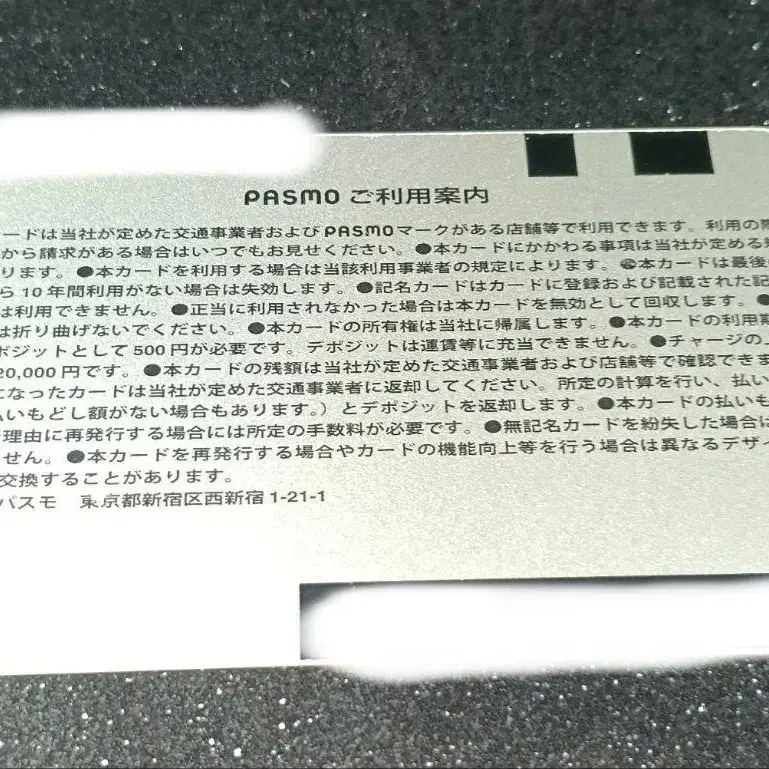 PASMO ご利用案内
ードは当社が定めた交通事業者およびPASMOマークがある店舗等で利用できます。利用の際
から請求がある場合はいつでもお見せください。●本カードにかかわる事項は当社が定める
ります。●本カードを利用する場合は当該利用事業者の規定によります。●本カードは最後
ら10年間利用がない場合は失効します。●記名カードはカードに登録および記載された記
は利用できません。●正当に利用されなかった場合は本カードを無効として回収します。●
は折り曲げないでください。●本カードの所有権は当社に帰属します。●本カードの利用
ポジットとして500円が必要です。デポジットは運賃等に充当できません。●チャージの上
20,000円です。●本カードの残額は当社が定めた交通事業者および店舗等で確認できま
になったカードは当社が定めた交通事業者に返却してください。所定の計算を行い、払い
払いもどし額がない場合もあります。）とデポジットを返却します。●本カードの払いも
理由に再発行する場合には所定の手数料が必要です。●無記名カードを紛失した場合は
せん。●本カードを再発行する場合やカードの機能向上等を行う場合は異なるデザイ
交換することがあります。
パスモ 東京都新宿区西新宿1-21-1